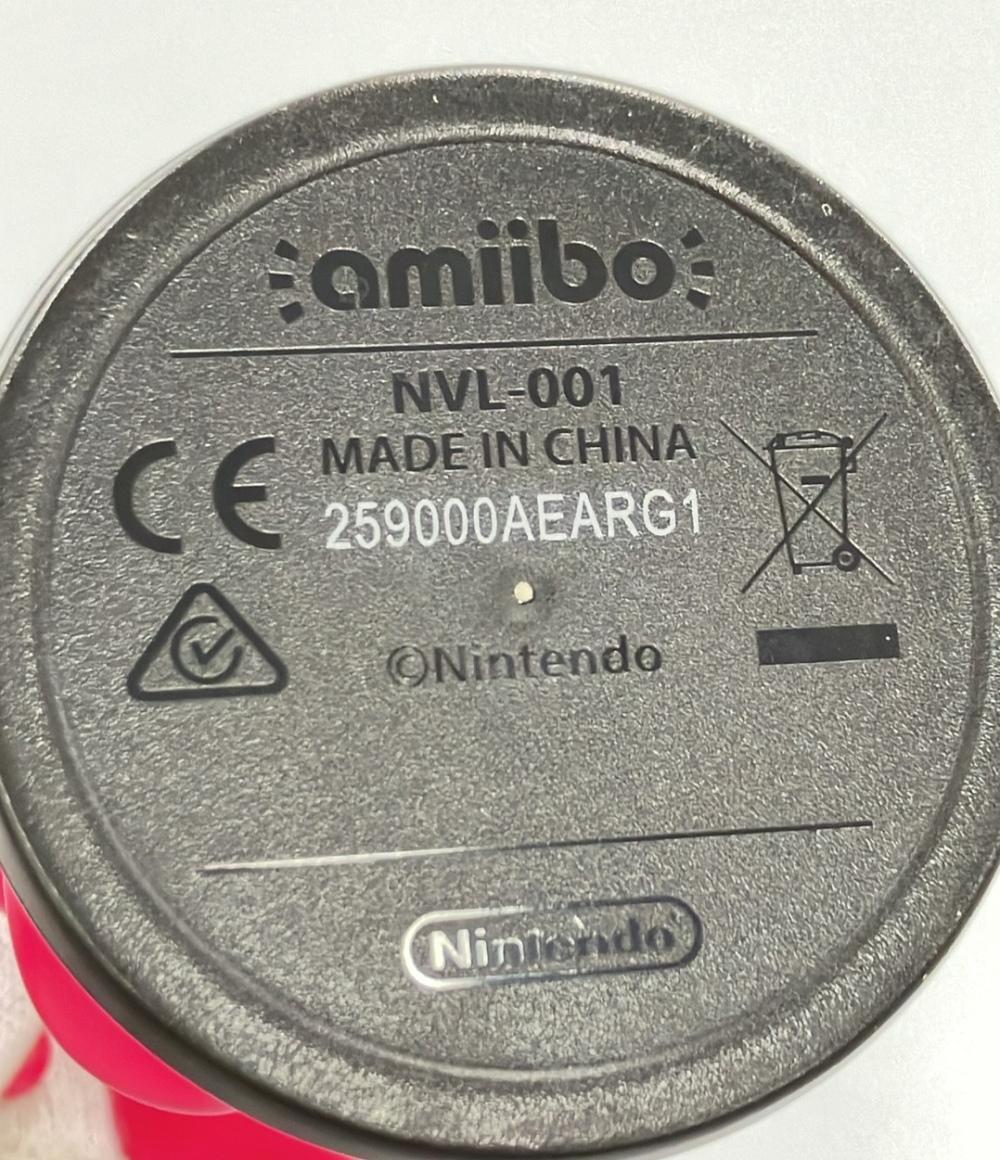 amiibo
NVL-001
MADE IN CHINA
CE
259000AEARG1
©Nintendo
Nintendo